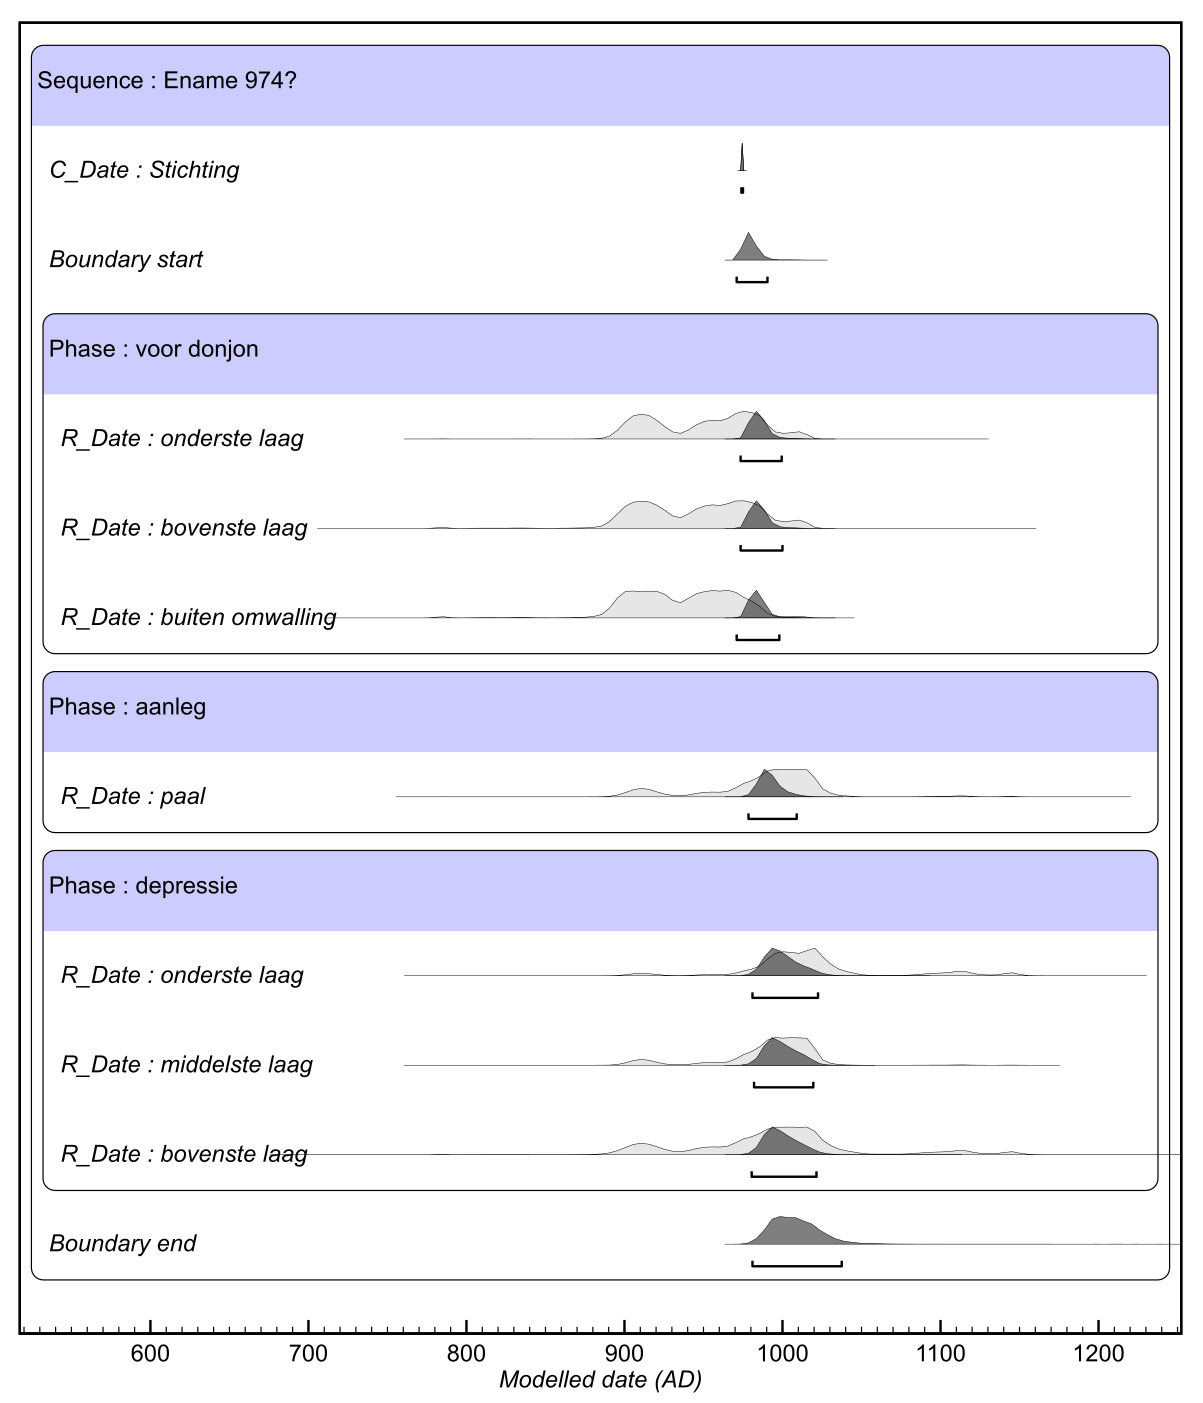 Sequence : Ename 974?
C_Date : Stichting
Boundary start
Phase : voor donjon
R_Date : onderste laag
R_Date : bovenste laag
R_Date : buiten omwalling
Phase : aanleg
R_Date : paal
Phase : depressie
R_Date : onderste laag
R_Date : middelste laag
R_Date : bovenste laag
Boundary end
600 700 800 900 1000 1100 1200
Modelled date (AD)